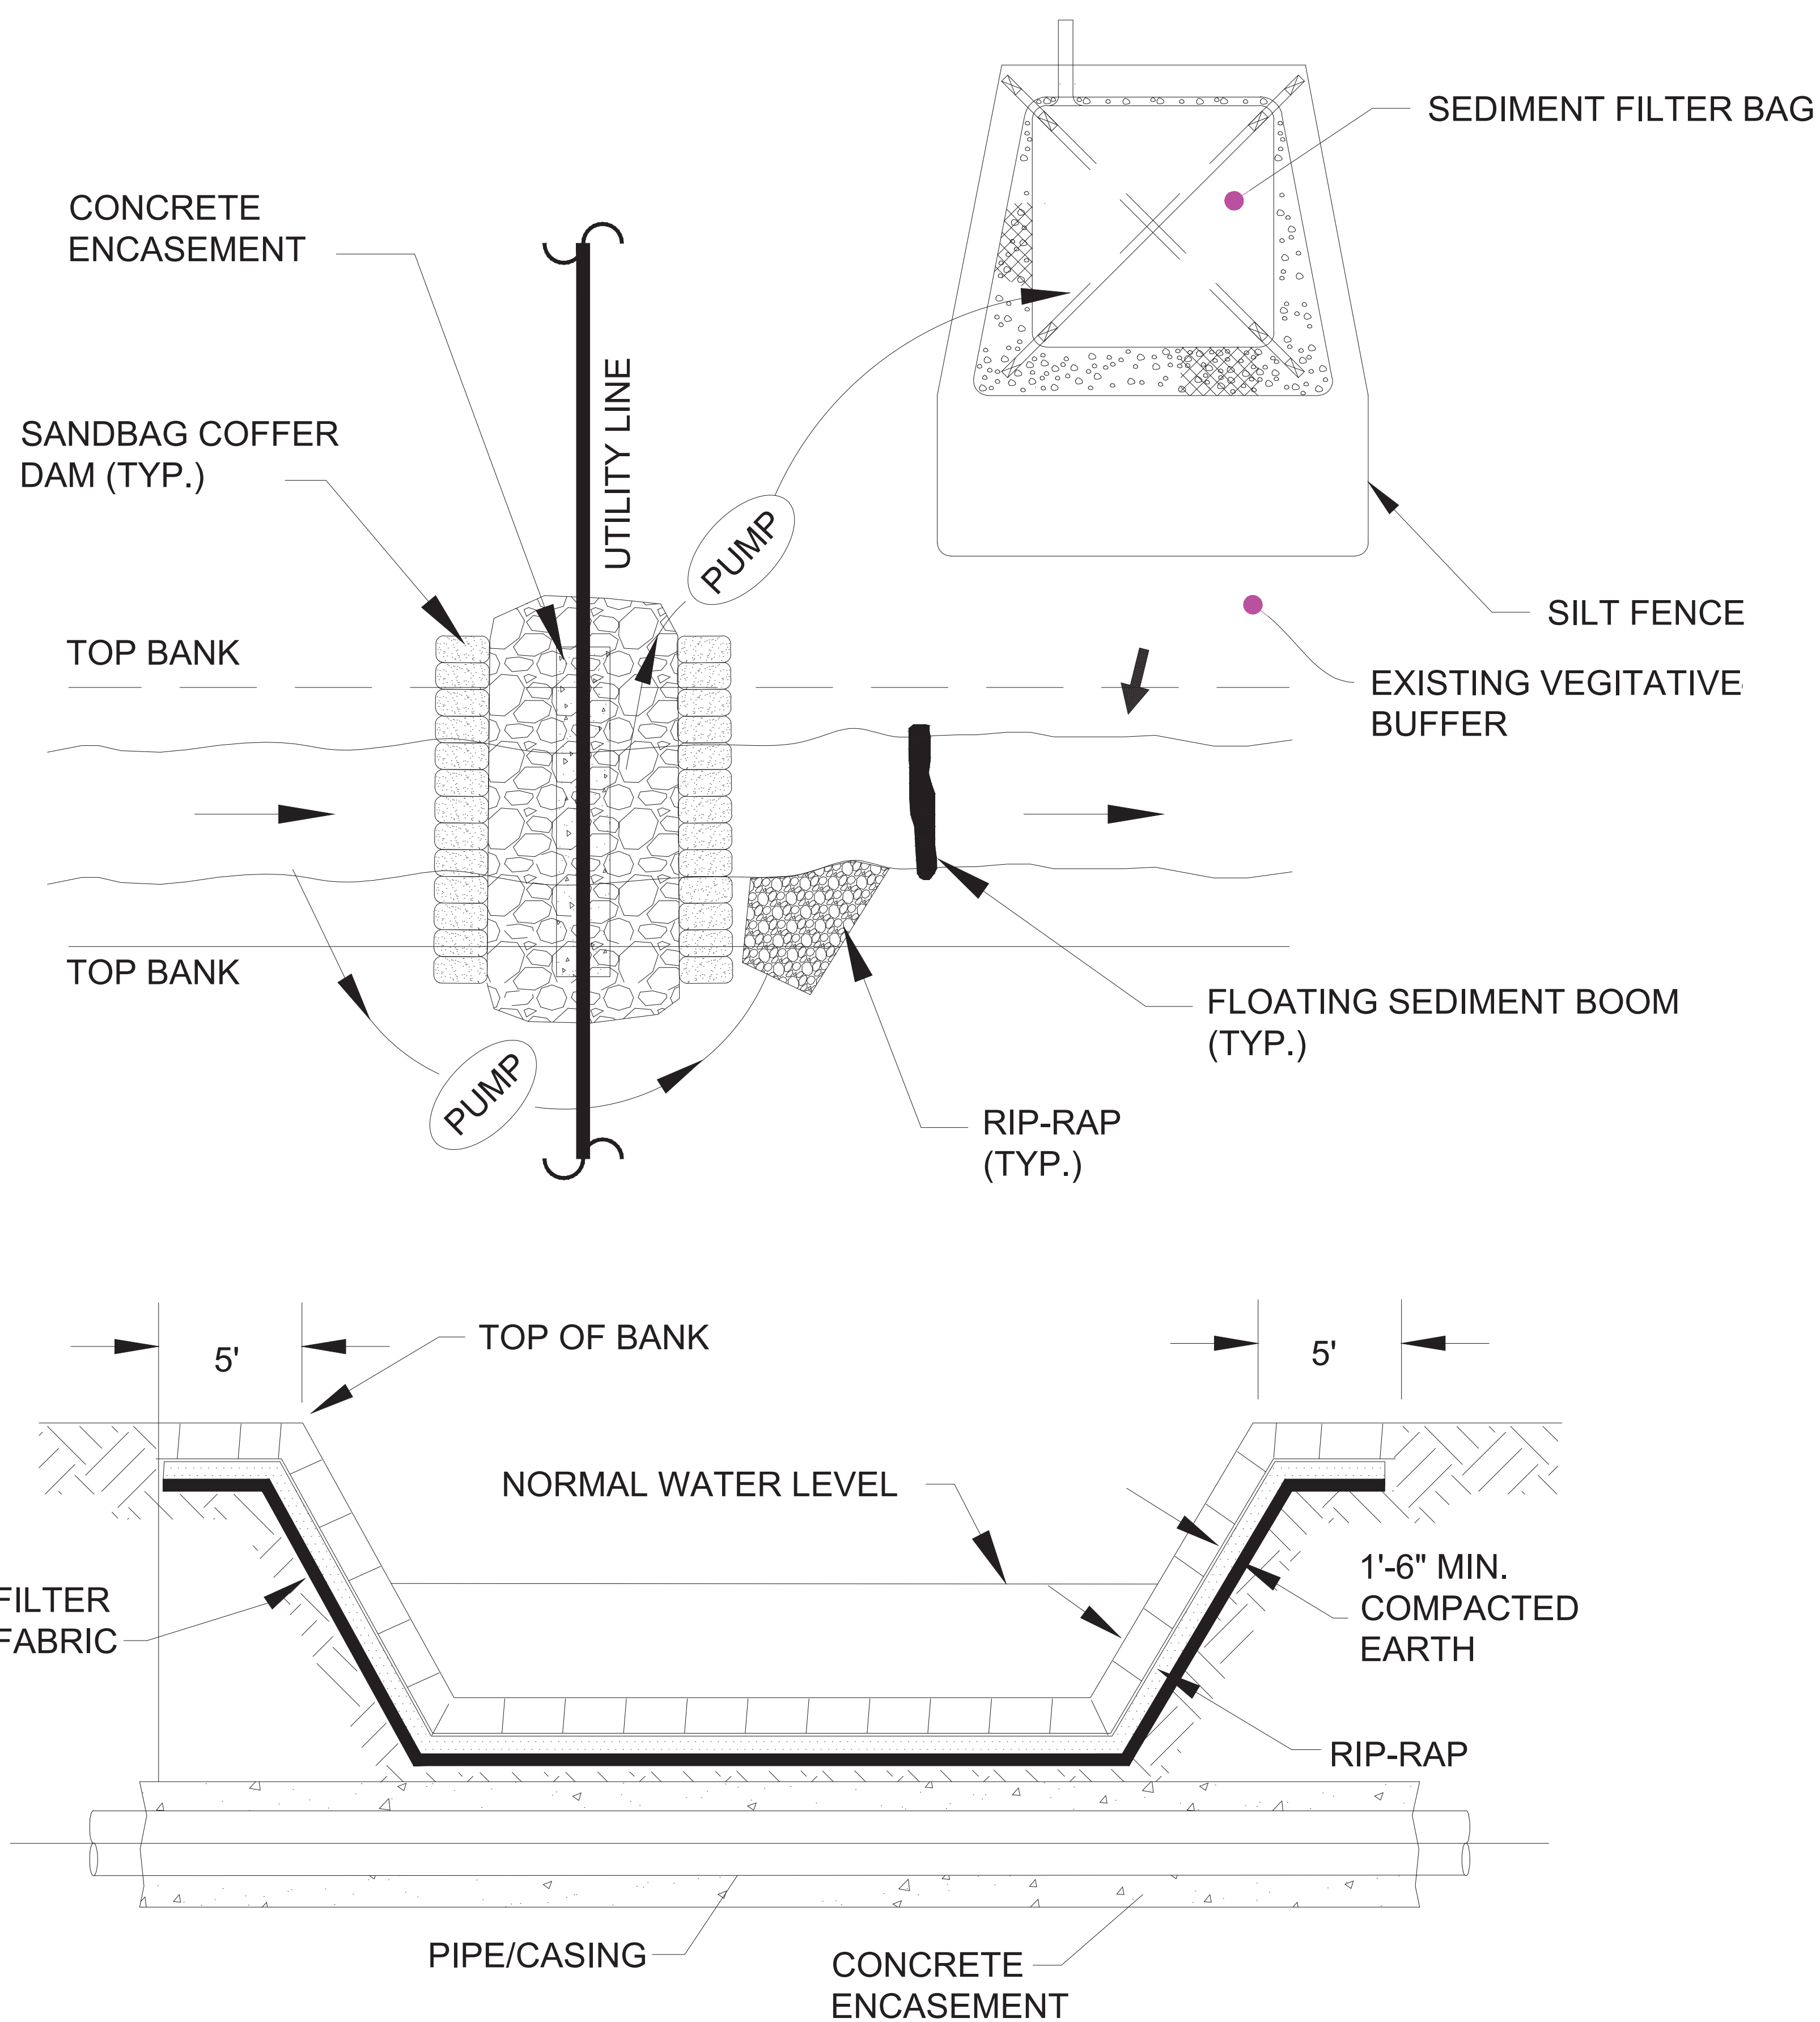 SEDIMENT FILTER BAG
CONCRETE
ENCASEMENT
UTILITY LINE
SANDBAG COFFER
DAM (TYP.)
PUMP
SILT FENCE
TOP BANK
EXISTING VEGITATIVE
BUFFER
TOP BANK
FLOATING SEDIMENT BOOM
(TYP.)
PUMP
RIP-RAP
(TYP.)
5'
TOP OF BANK
5'
NORMAL WATER LEVEL
1'-6" MIN.
COMPACTED
EARTH
FILTER
FABRIC
RIP-RAP
PIPE/CASING
CONCRETE
ENCASEMENT